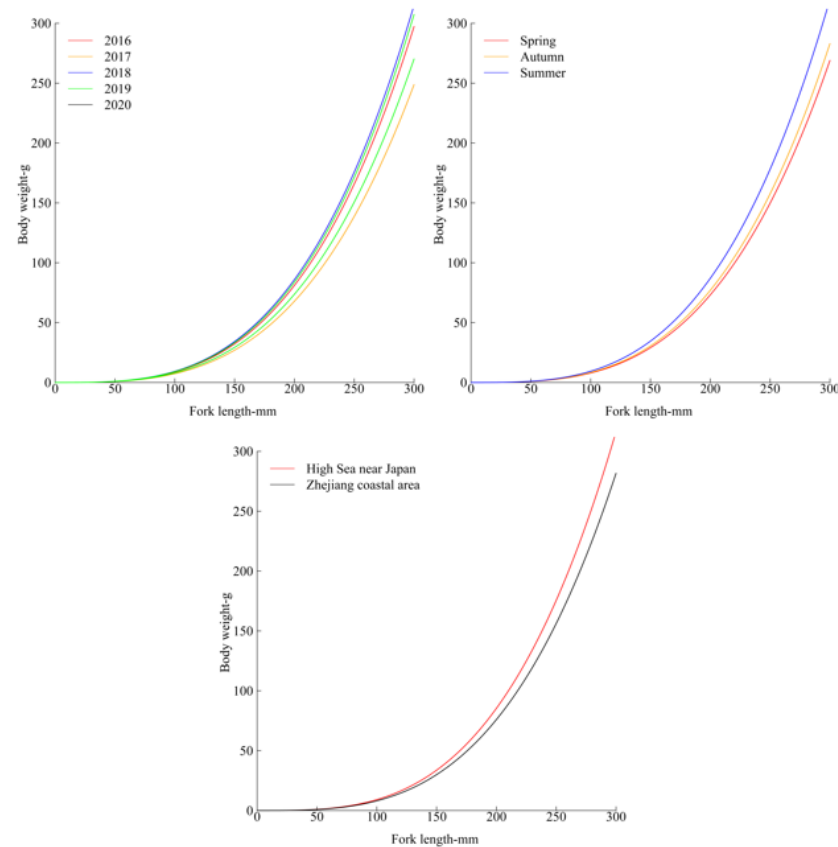 300
250
200
150
100
50
0
Body weight-g
2016
2017
2018
2019
2020
0 50 100 150 200 250 300
Fork length-mm
300
250
200
150
100
50
0
Body weight-g
Spring
Autumn
Summer
0 50 100 150 200 250 300
Fork length-mm
300
250
200
150
100
50
0
Body weight-g
High Sea near Japan
Zhejiang coastal area
0 50 100 150 200 250 300
Fork length-mm